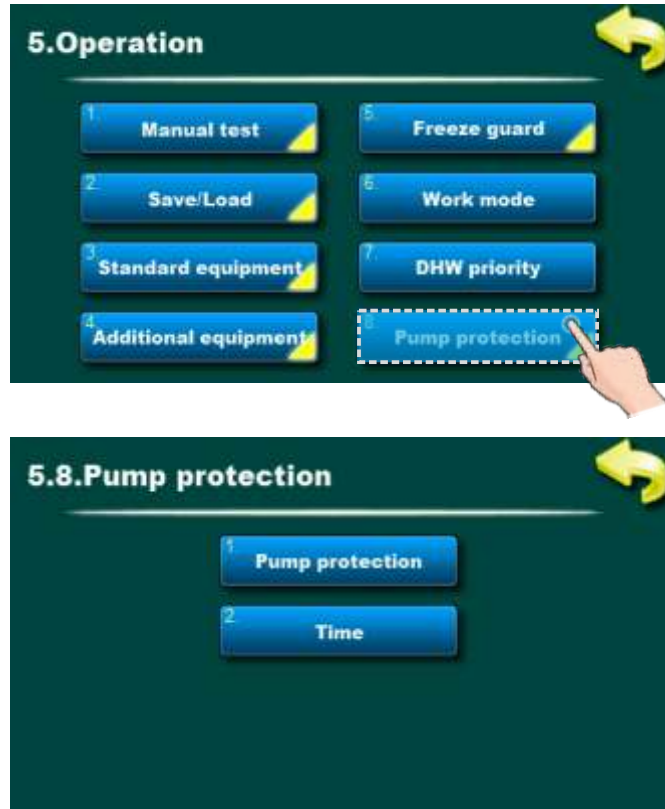 5.Operation
1. Manual test
5. Freeze guard
2. Save/Load
6. Work mode
3. Standard equipment
7. DHW priority
4. Additional equipment
8. Pump protection
5.8.Pump protection
1 Pump protection
2 Time